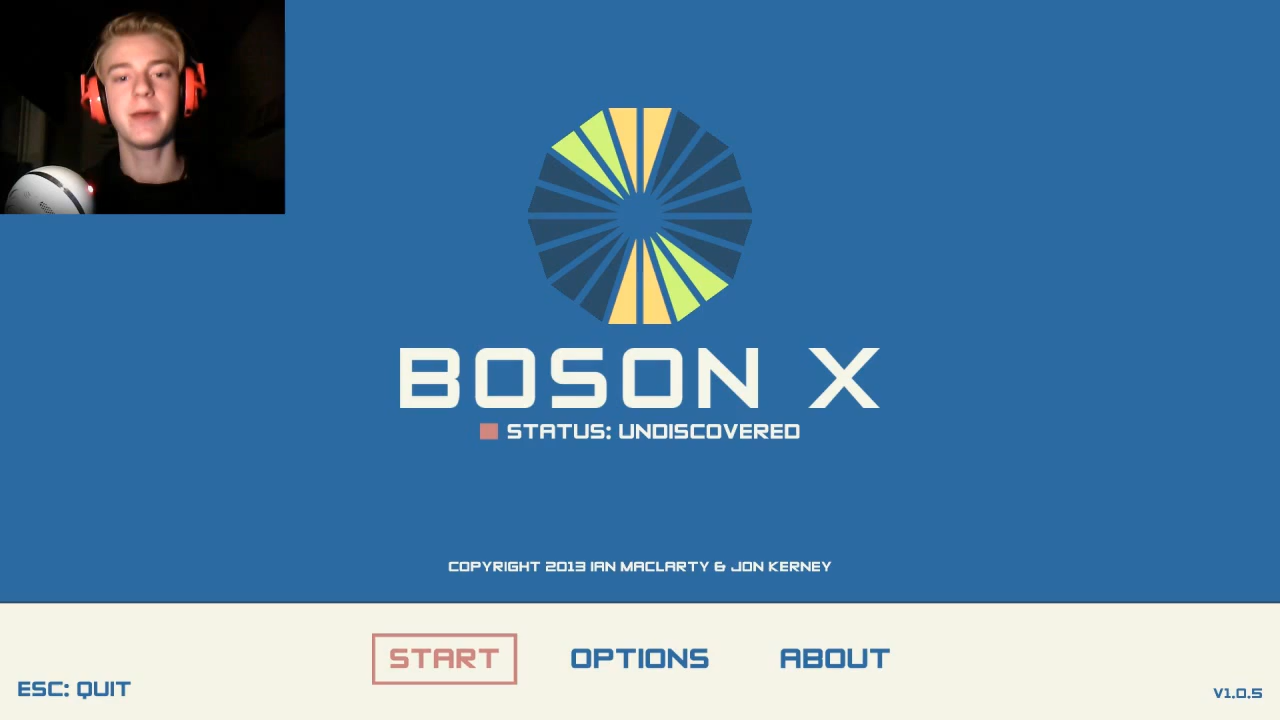 BOSON X
STATUS: UNDISCOVERED
COPYRIGHT 2013 IAN MACLARTY & JON KERNEY
START
OPTIONS
ABOUT
ESC: QUIT
V1.0.5